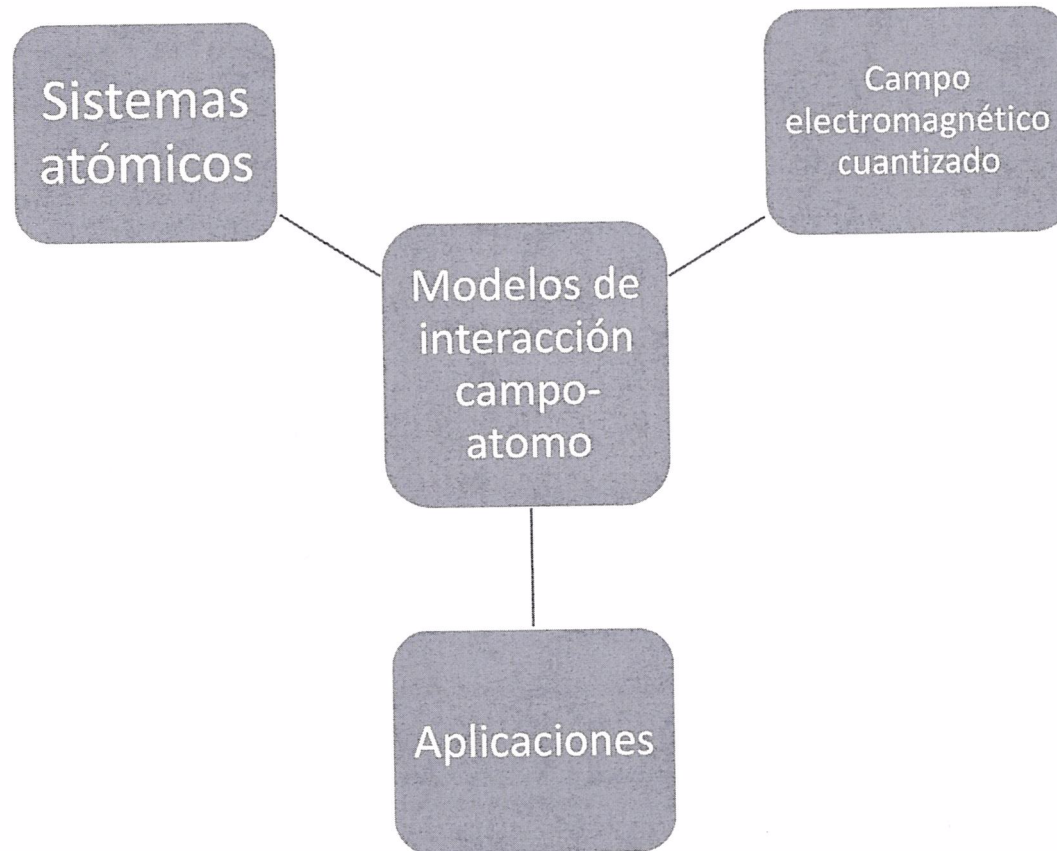 Sistemas
atómicos
Campo
electromagnético
cuantizado
Modelos de
interacción
campo-
atomo
Aplicaciones